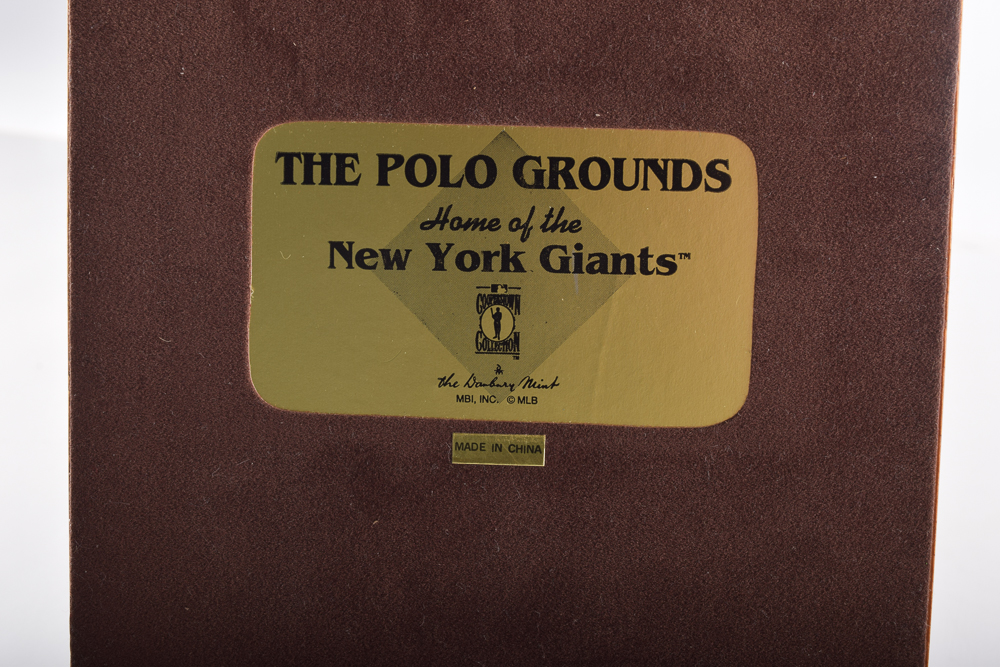 THE POLO GROUNDS
Home of the
New York Giants™
COOPERSTOWN
COLLECTION™
the Danbury Mint
MBI, INC. © MLB
MADE IN CHINA